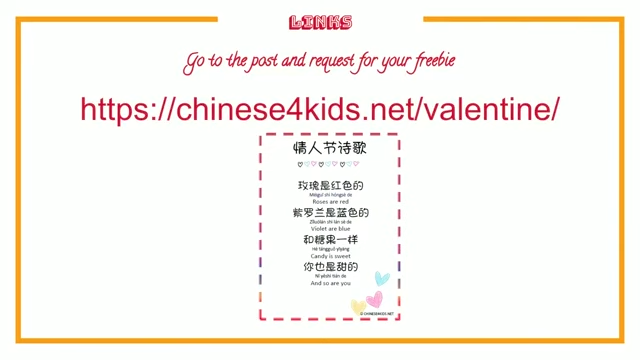 LINKS
Go to the post and request for your freebie
https://chinese4kids.net/valentine/
情人节诗歌
玫瑰是红色的
Méiguī shì hóngsè de
Roses are red
紫罗兰是蓝色的
Zǐluólán shì lán sè de
Violet are blue
和糖果一样
Hé tángguǒ yīyàng
Candy is sweet
你也是甜的
Nǐ yěshì tián de
And so are you
© CHINESE4KIDS.NET